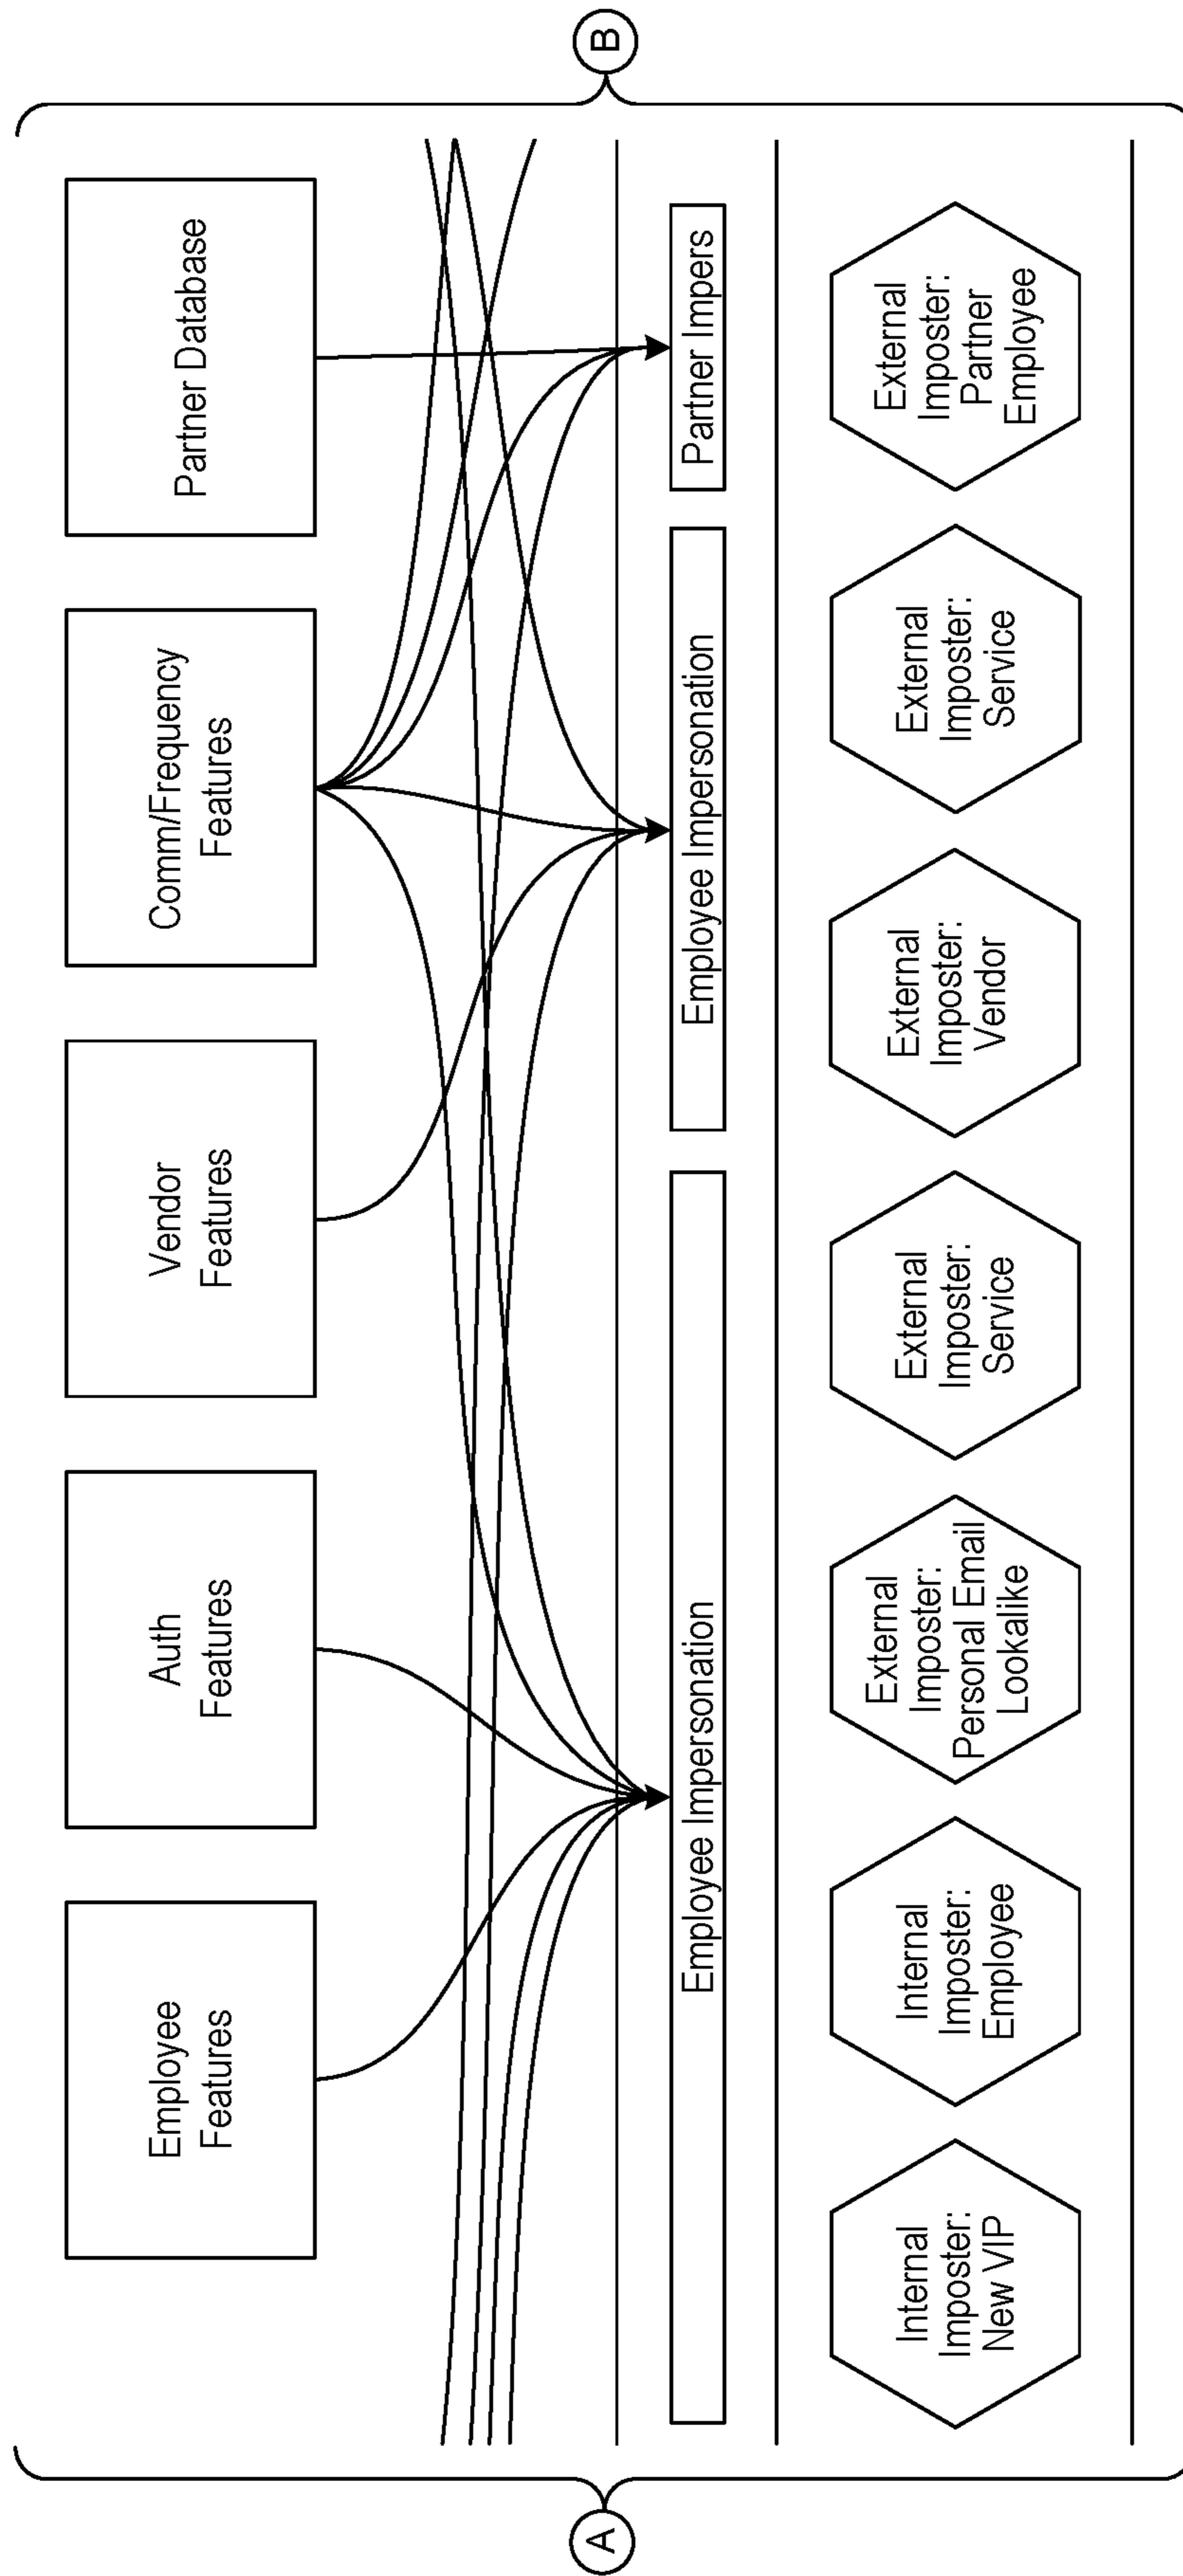 A
Employee
Features
Auth
Features
Vendor
Features
Comm/Frequency
Features
Partner Database
B
Employee Impersonation
Employee Impersonation
Partner Impers
Internal
Imposter:
New VIP
Internal
Imposter:
Employee
External
Imposter:
Personal Email
Lookalike
External
Imposter:
Service
External
Imposter:
Vendor
External
Imposter:
Service
External
Imposter:
Partner
Employee